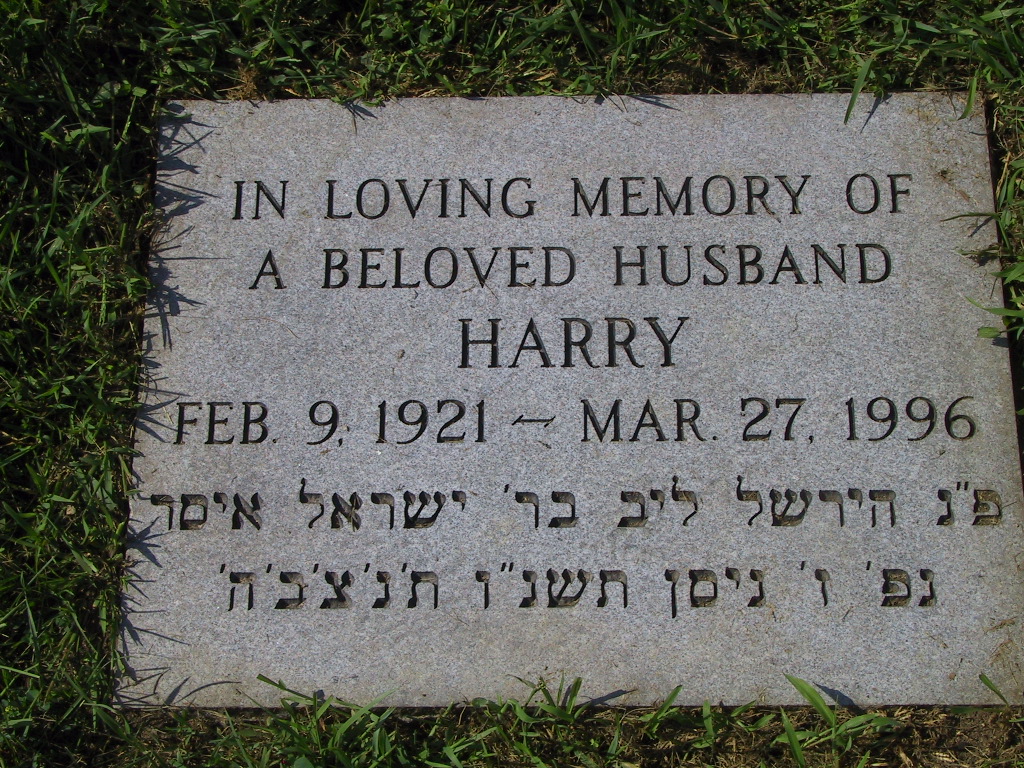 IN LOVING MEMORY OF
A BELOVED HUSBAND
HARRY
FEB. 9, 1921 – MAR. 27, 1996
פ"נ הירשל ליב בר' ישראל איסר
נפ' ז' ניסן תשנ"ו ת'נ'צ'ב'ה'